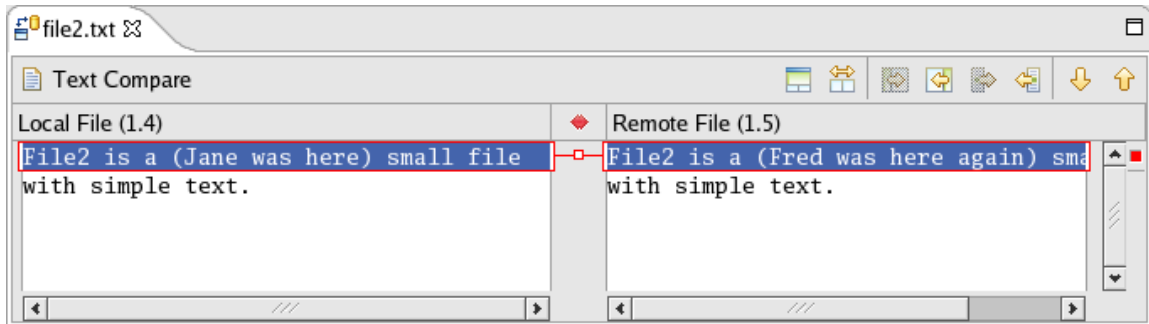 file2.txt
Text Compare
Local File (1.4)
Remote File (1.5)
File2 is a (Jane was here) small file
with simple text.
File2 is a (Fred was here again) sma
with simple text.